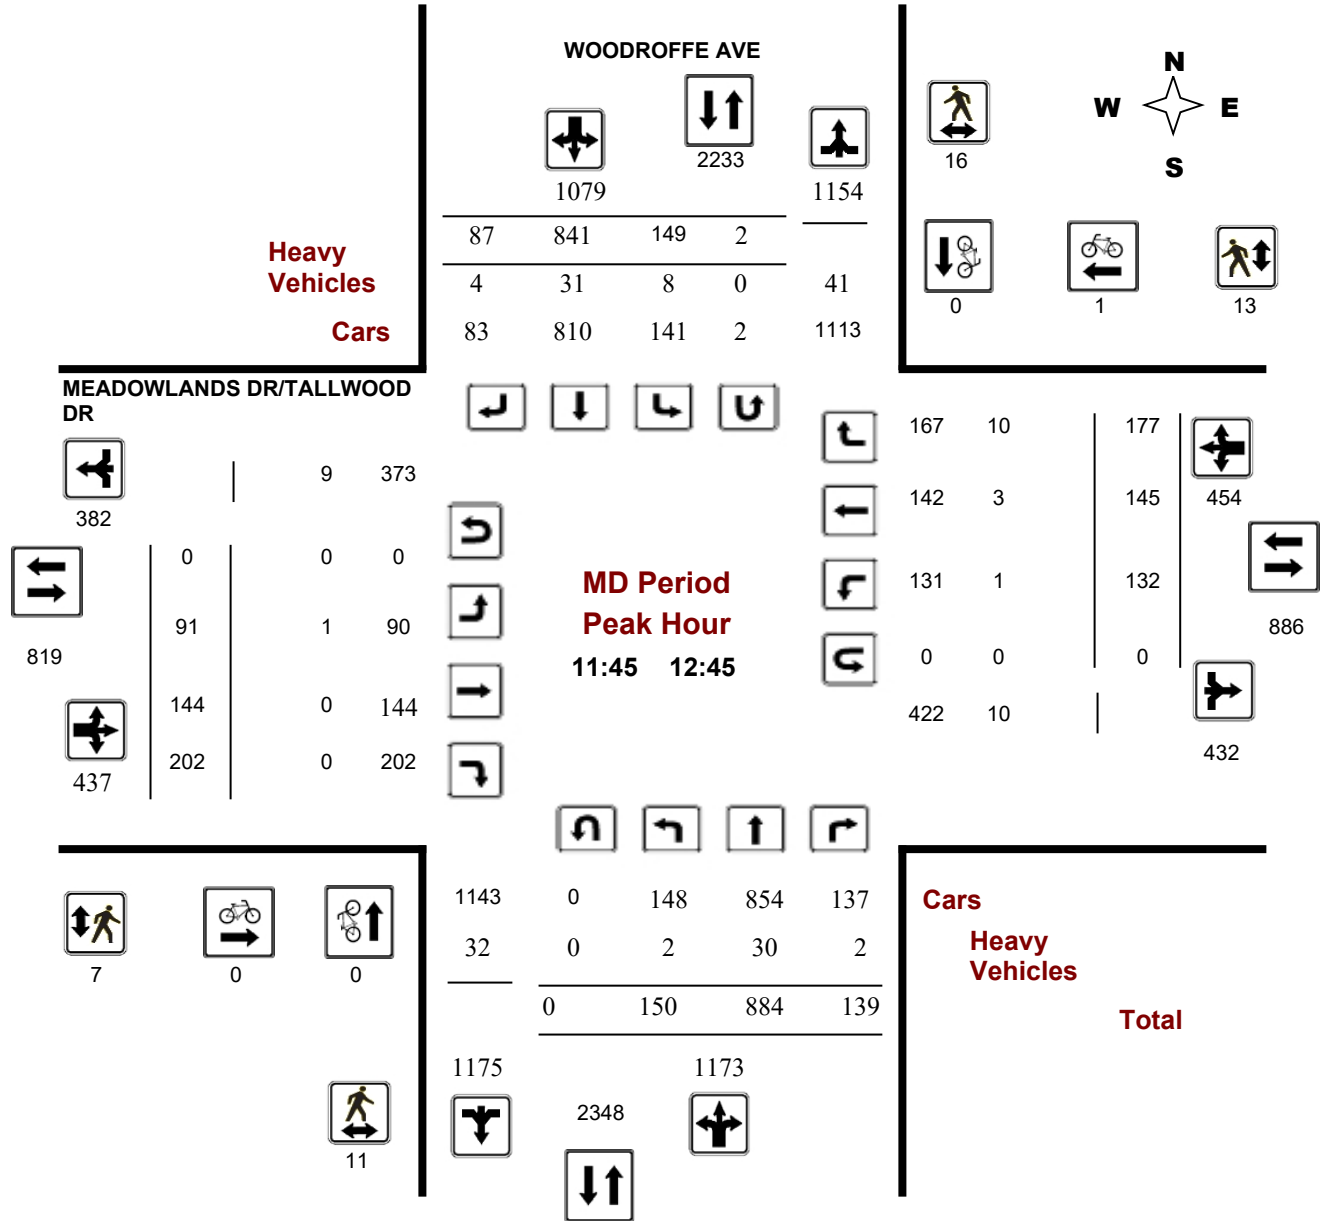 WOODROFFE AVE
N
W E
S
2233
16
1079 1154
87 841 149 2
Heavy
Vehicles 4 31 8 0 41
0 1 13
Cars 83 810 141 2 1113
MEADOWLANDS DR/TALLWOOD
DR
167 10 177
9 373
382
142 3 145 454
0 0 0
MD Period
131 1 132
Peak Hour
91 1 90 886
819 11:45 12:45 0 0 0
144 0 144 422 10
202 0 202 432
437
1143 0 148 854 137 Cars
32 0 2 30 2 Heavy
Vehicles
7 0 0
0 150 884 139 Total
1175 1173
2348
11